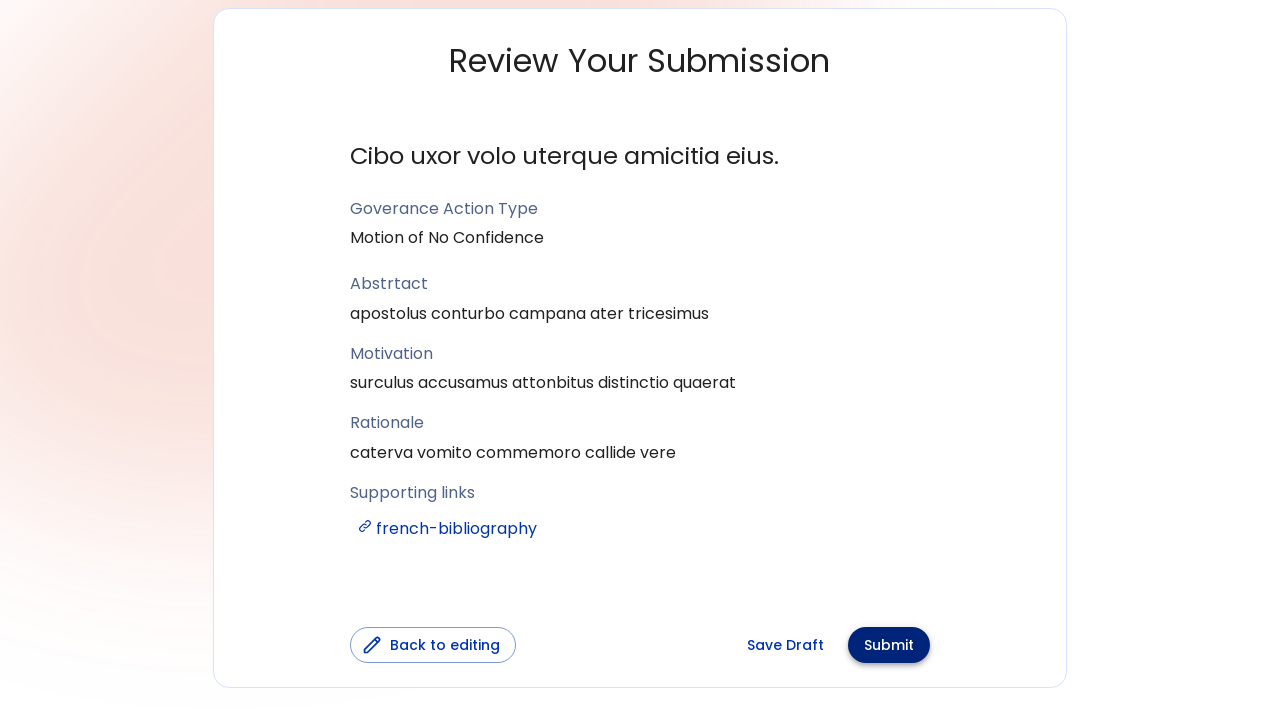 Review Your Submission
Cibo uxor volo uterque amicitia eius.
Goverance Action Type
Motion of No Confidence
Abstrtact
apostolus conturbo campana ater tricesimus
Motivation
surculus accusamus attonbitus distinctio quaerat
Rationale
caterva vomito commemoro callide vere
Supporting links
french-bibliography
Back to editing
Save Draft
Submit